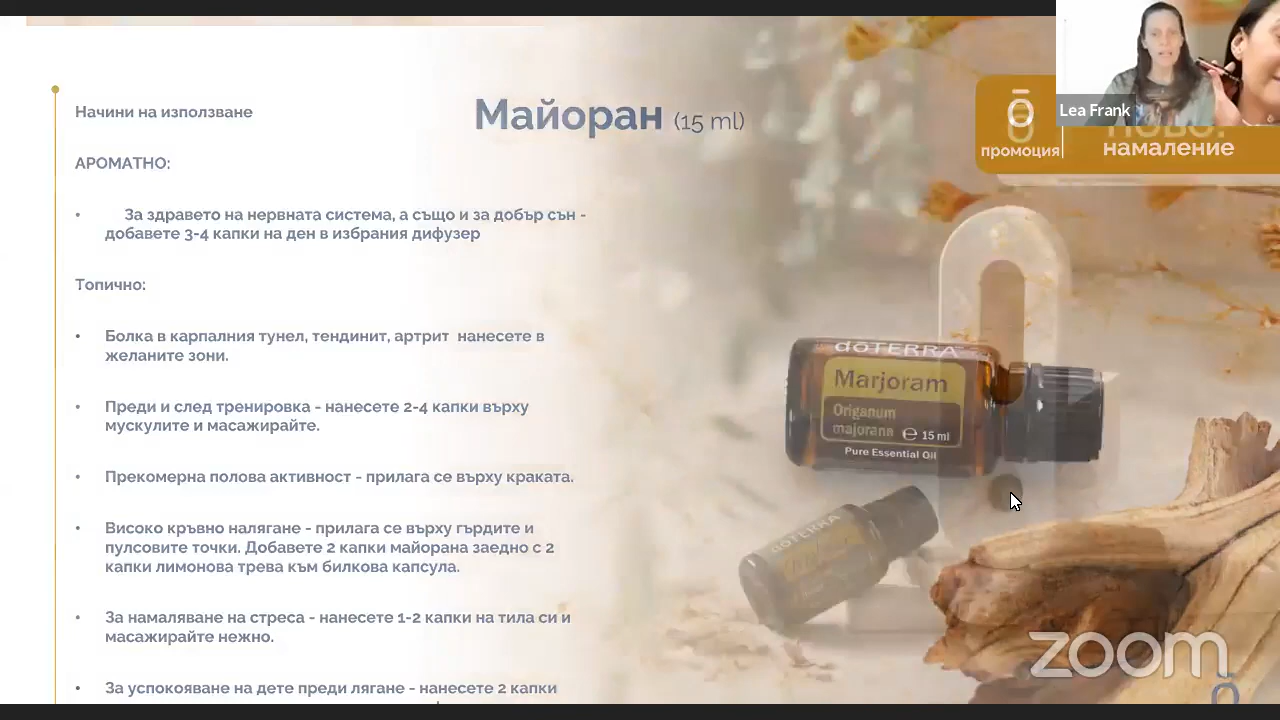 Lea Frank
промоция
намаление
Начини на използване
Майоран (15 ml)
АРОМАТНО:
• За здравето на нервната система, а също и за добър сън -
добавете 3-4 капки на ден в избрания дифузер
Топично:
• Болка в карпалния тунел, тендинит, артрит нанесете в
желаните зони.
• Преди и след тренировка - нанесете 2-4 капки върху
мускулите и масажирайте.
• Прекомерна полова активност - прилага се върху краката.
• Високо кръвно налягане - прилага се върху гърдите и
пулсовите точки. Добавете 2 капки майорана заедно с 2
капки лимонова трева към билкова капсула.
• За намаляване на стреса - нанесете 1-2 капки на тила си и
масажирайте нежно.
• За успокояване на дете преди лягане - нанесете 2 капки
dōTERRA
Marjoram
Origanum
majorana
15 ml
Pure Essential Oil
dōTERRA
zoom